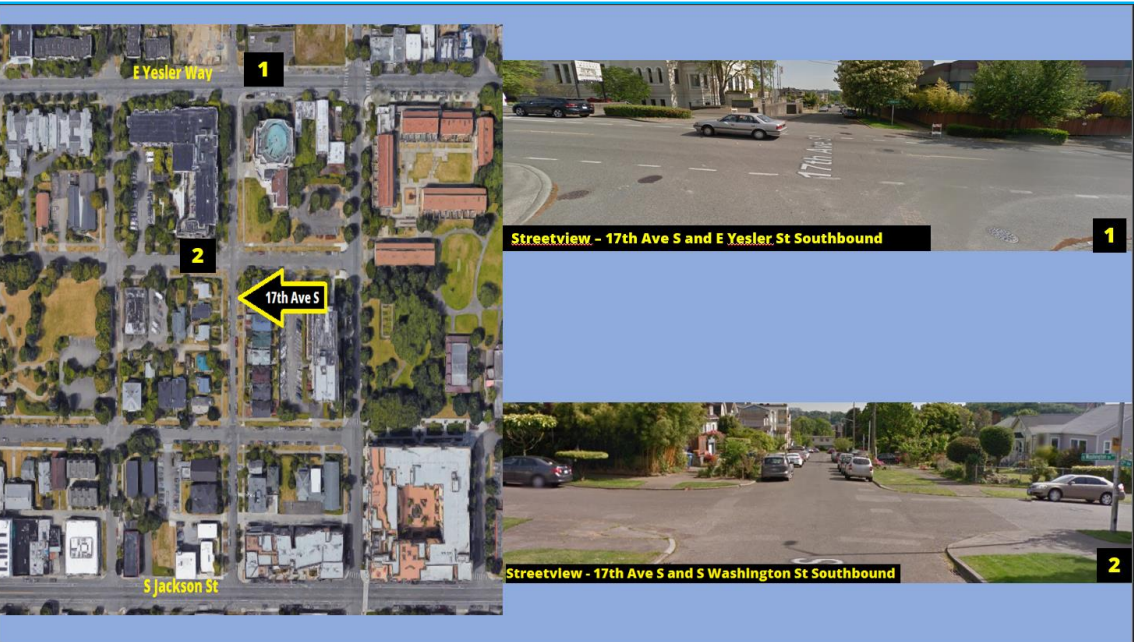 E Yesler Way
1
2
17th Ave S
S Jackson St
17th Ave S
Streetview – 17th Ave S and E Yesler St Southbound
1
Streetview - 17th Ave S and S Washington St Southbound
2